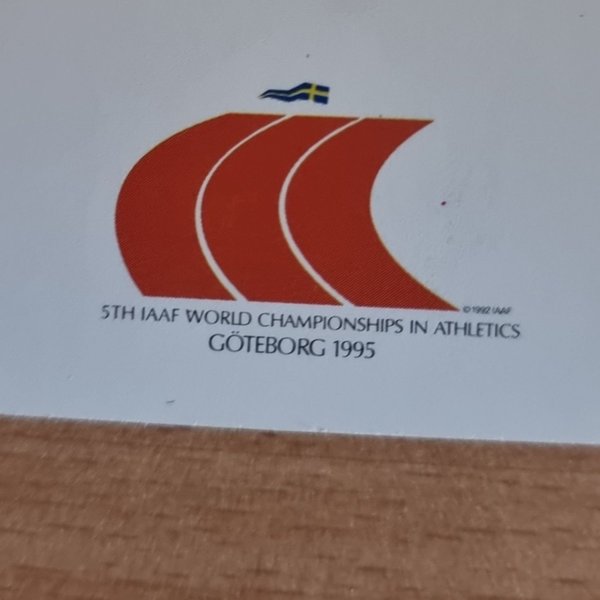 © 1992 IAAF
5TH IAAF WORLD CHAMPIONSHIPS IN ATHLETICS
GÖTEBORG 1995